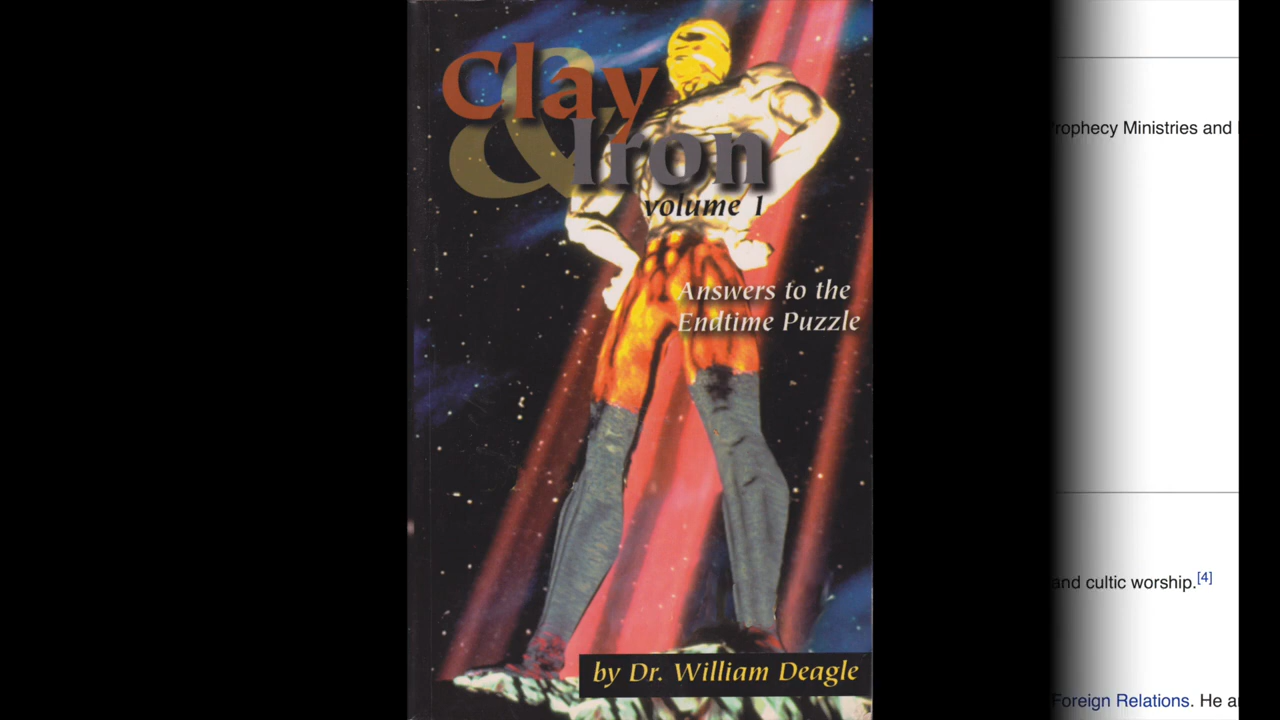 Clay
&
Iron
volume 1
Answers to the
Endtime Puzzle
by Dr. William Deagle
rophecy Ministries and
and cultic worship.[4]
Foreign Relations. He